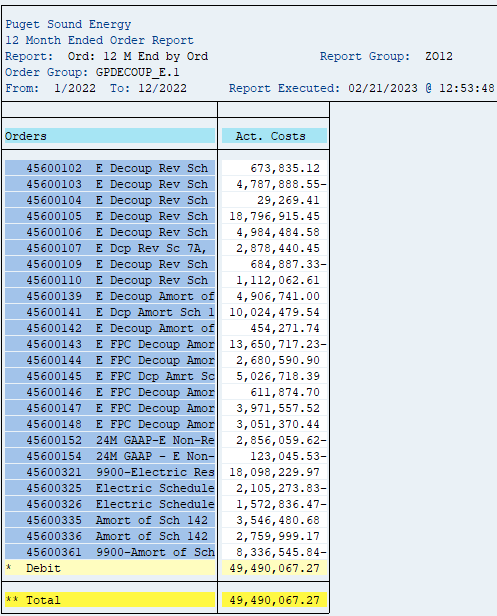 Puget Sound Energy
12 Month Ended Order Report
Report: Ord: 12 M End by Ord Report Group: ZO12
Order Group: GPDECOUP_E.1
From: 1/2022 To: 12/2022 Report Executed: 02/21/2023 @ 12:53:48
Orders Act. Costs
45600102 E Decoup Rev Sch 673,835.12
45600103 E Decoup Rev Sch 4,787,888.55-
45600104 E Decoup Rev Sch 29,269.41
45600105 E Decoup Rev Sch 18,796,915.45
45600106 E Decoup Rev Sch 4,984,484.58
45600107 E Dcp Rev Sc 7A, 2,878,440.45
45600109 E Decoup Rev Sch 684,887.33-
45600110 E Decoup Rev Sch 1,112,062.61
45600139 E Decoup Amort of 4,906,741.00
45600141 E Dcp Amort Sch 1 10,024,479.54
45600142 E Decoup Amort of 454,271.74
45600143 E FPC Decoup Amor 13,650,717.23-
45600144 E FPC Decoup Amor 2,680,590.90
45600145 E FPC Dcp Amrt Sc 5,026,718.39
45600146 E FPC Decoup Amor 611,874.70
45600147 E FPC Decoup Amor 3,971,557.52
45600148 E FPC Decoup Amor 3,051,370.44
45600152 24M GAAP-E Non-Re 2,856,059.62-
45600154 24M GAAP - E Non- 123,045.53-
45600321 9900-Electric Res 18,098,229.97
45600325 Electric Schedule 2,105,273.83-
45600326 Electric Schedule 1,572,836.47-
45600335 Amort of Sch 142 3,546,480.68
45600336 Amort of Sch 142 2,759,999.17
45600361 9900-Amort of Sch 8,336,545.84-
* Debit 49,490,067.27
** Total 49,490,067.27